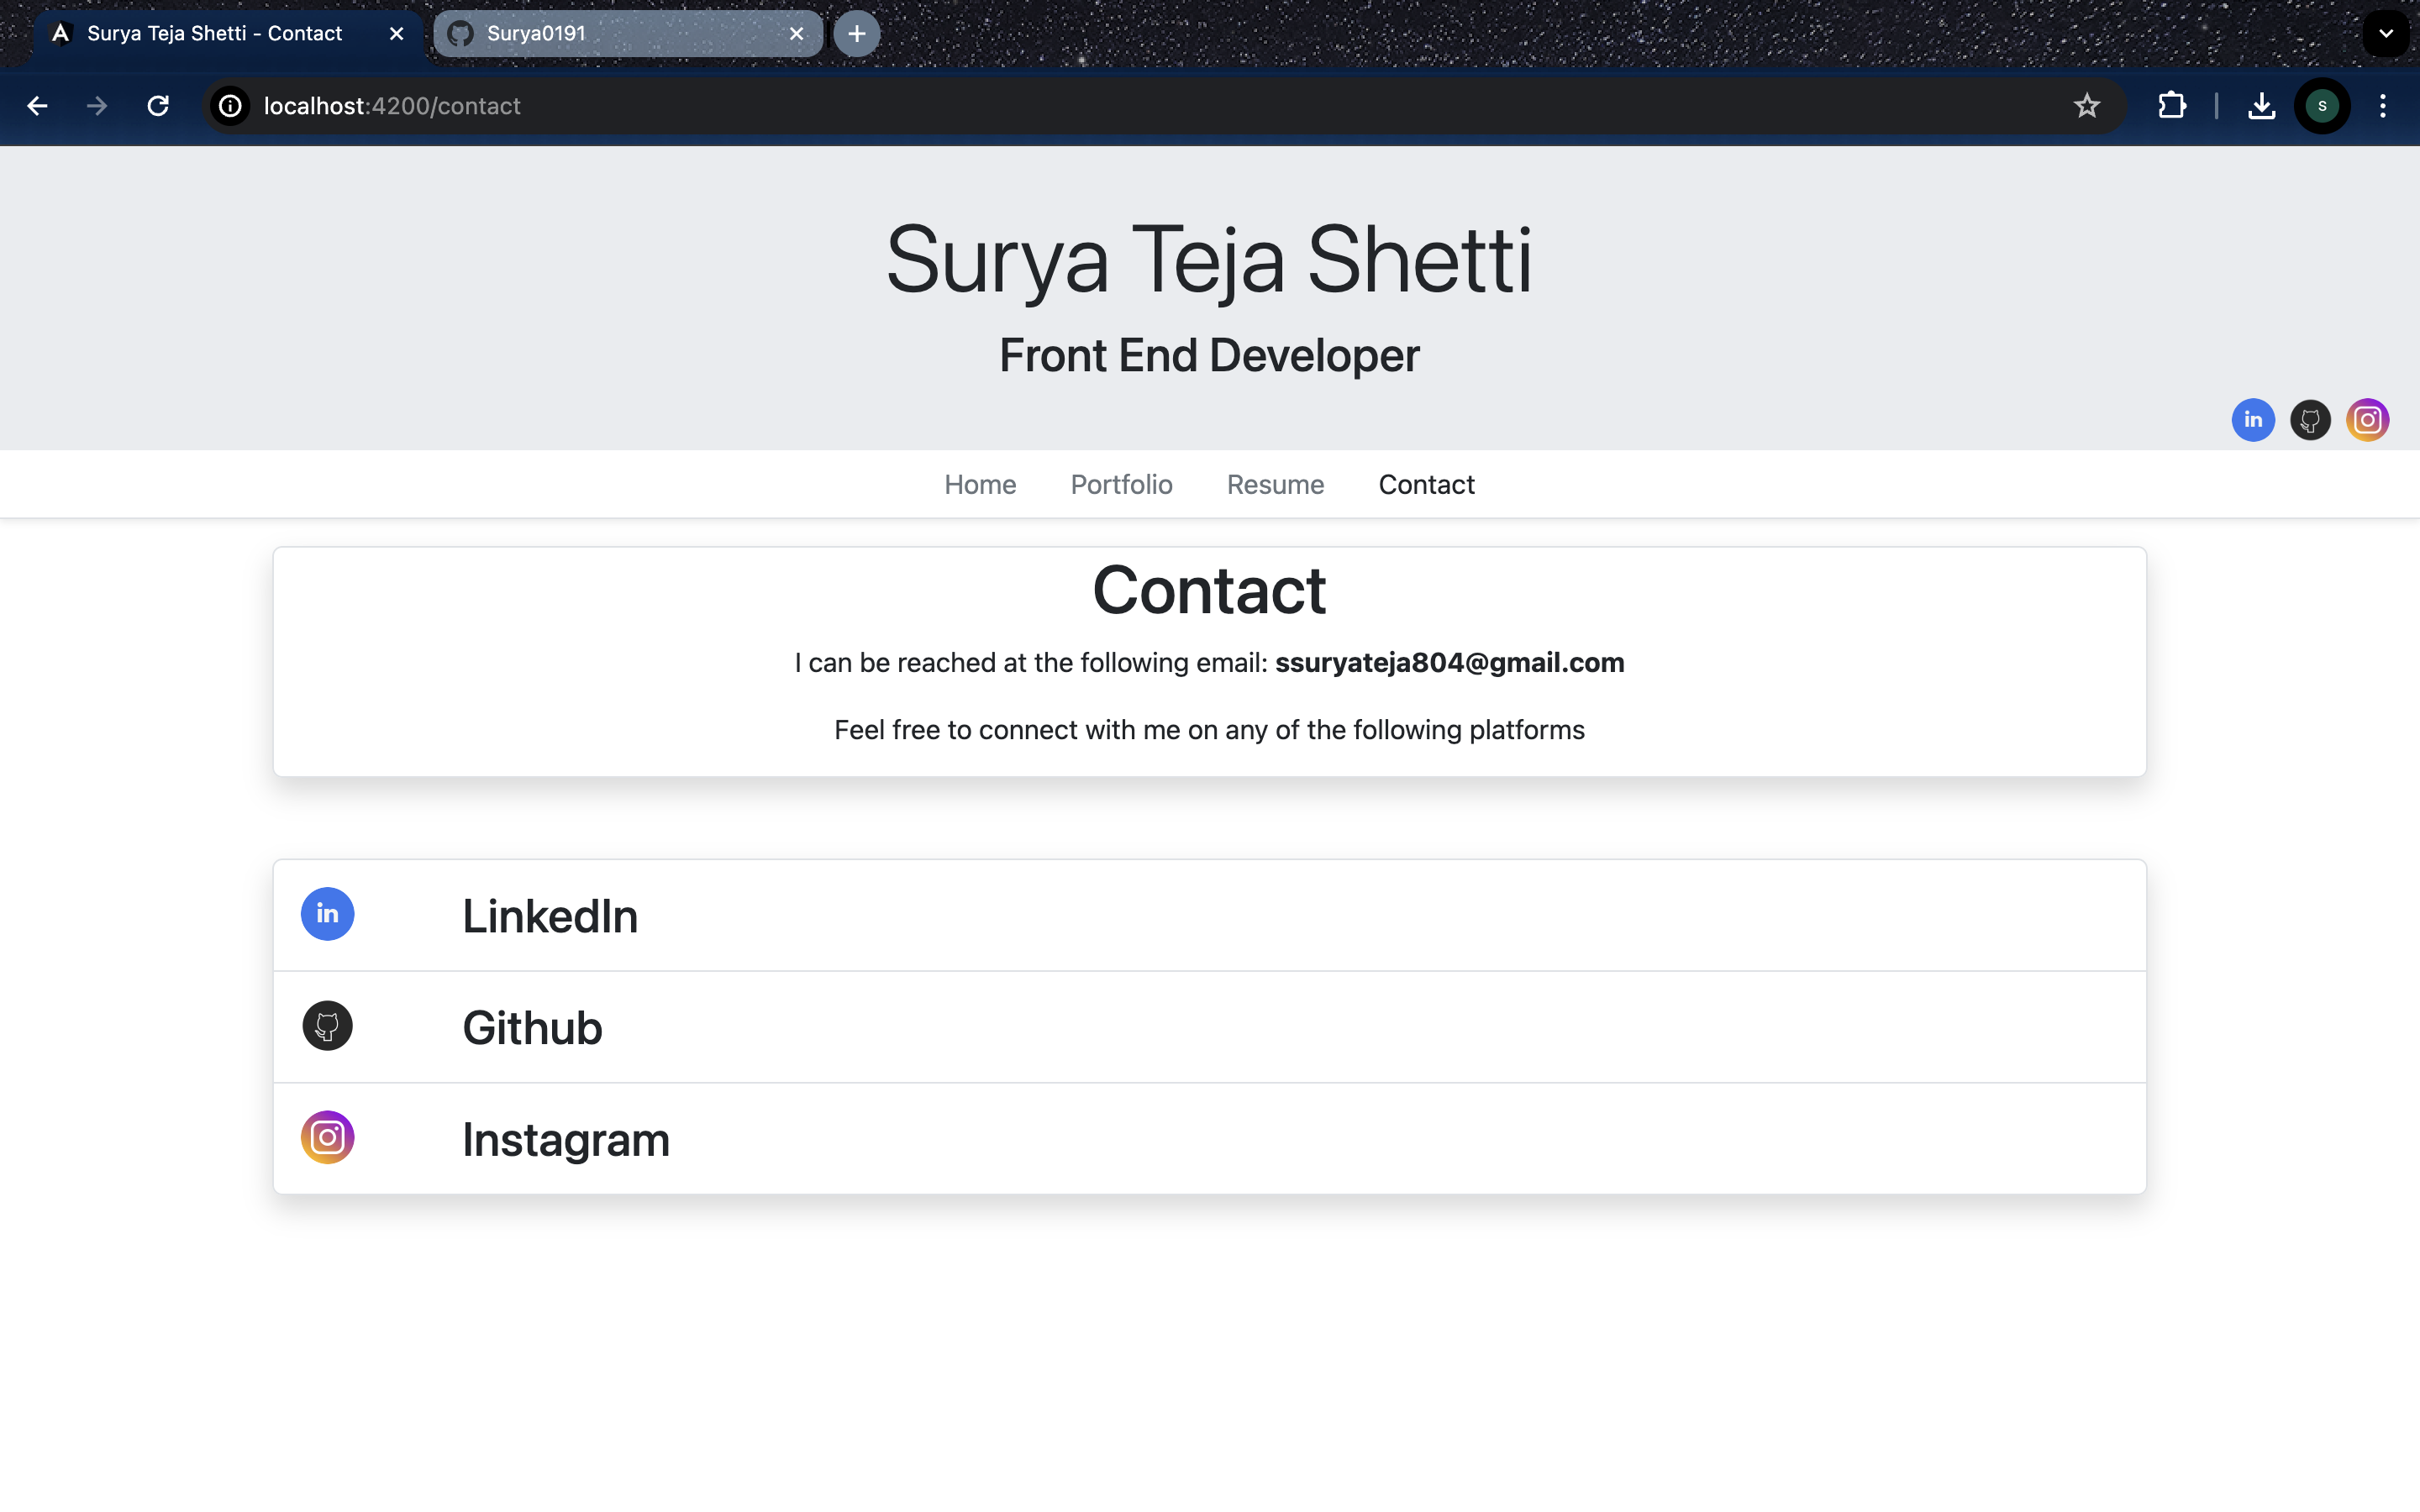 Surya Teja Shetti - Contact
Surya0191
localhost:4200/contact
S
Surya Teja Shetti
Front End Developer
in
Home Portfolio Resume Contact
Contact
I can be reached at the following email: ssuryateja804@gmail.com
Feel free to connect with me on any of the following platforms
in LinkedIn
Github
Instagram